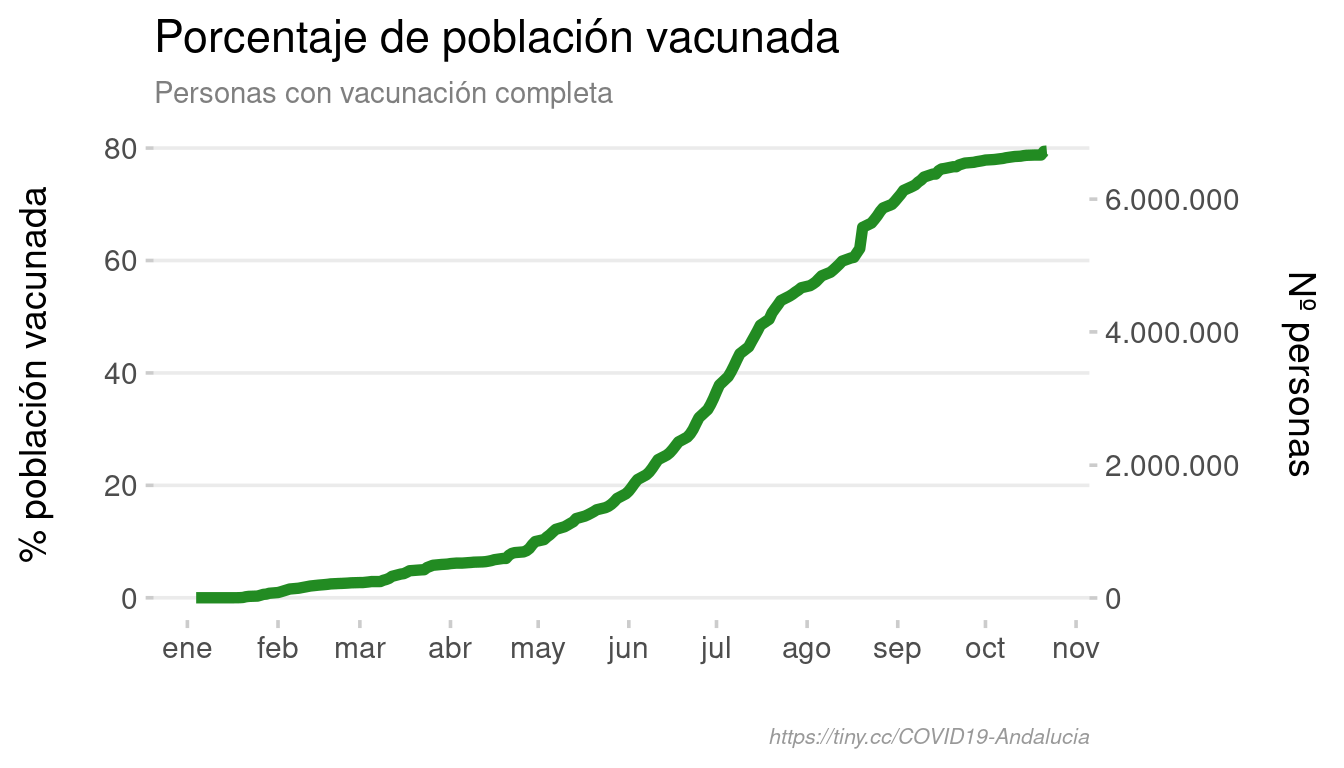 Porcentaje de población vacunada
Personas con vacunación completa
% población vacunada
80
60
40
20
0
6.000.000
4.000.000
2.000.000
0
Nº personas
ene feb mar abr may jun jul ago sep oct nov
https://tiny.cc/COVID19-Andalucia